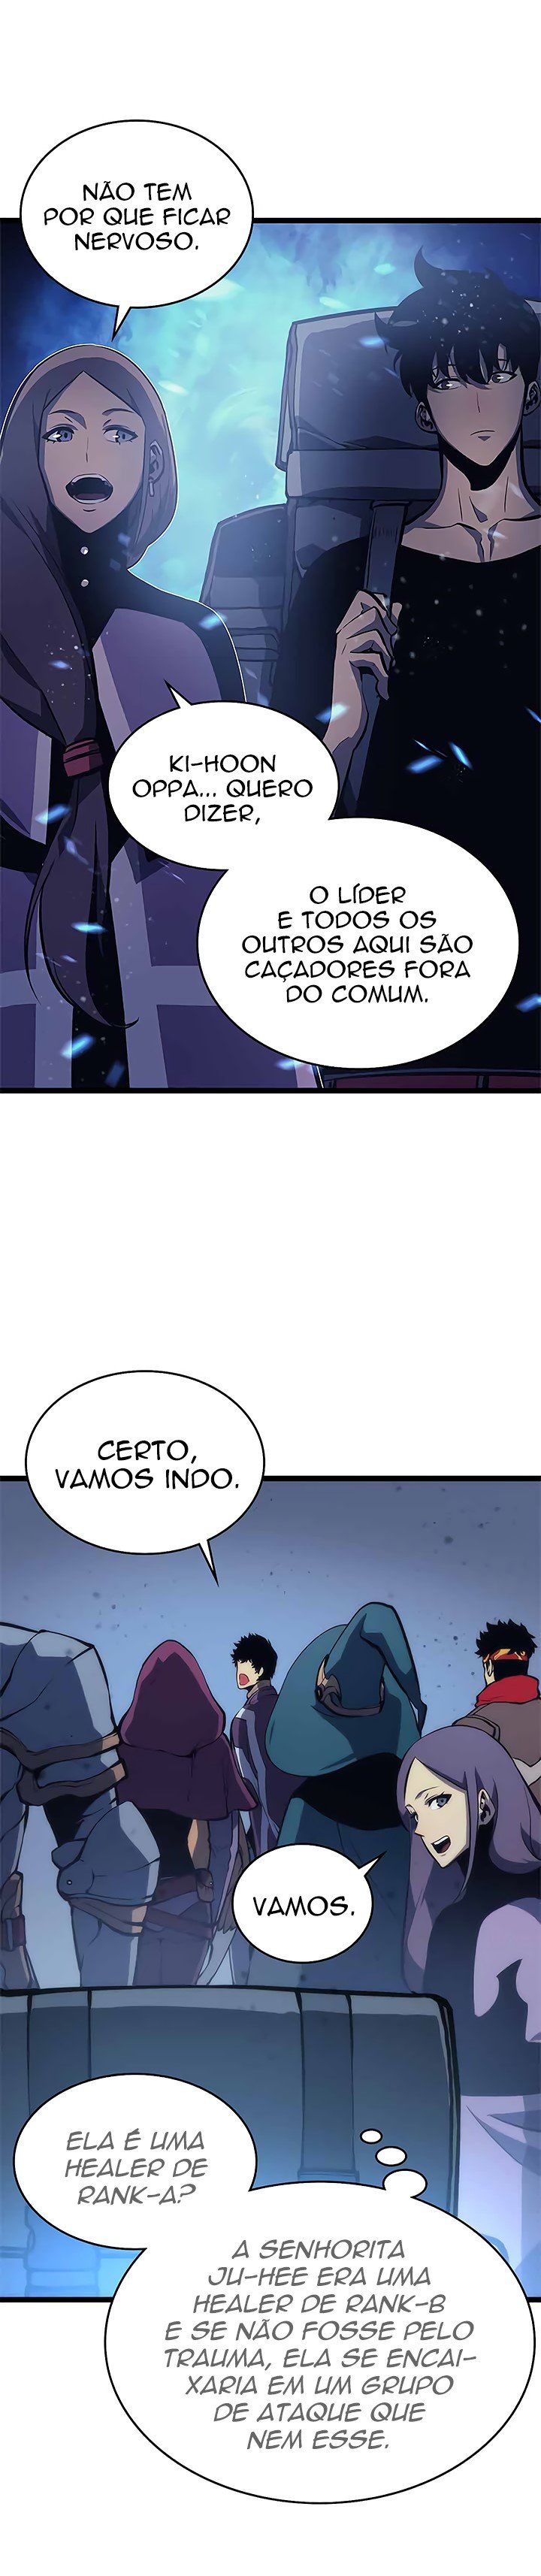 NÃO TEM
POR QUE FICAR
NERVOSO.
KI-HOON
OPPA... QUERO
DIZER,
O LÍDER
E TODOS OS
OUTROS AQUI SÃO
CAÇADORES FORA
DO COMUM.
CERTO,
VAMOS INDO.
VAMOS.
ELA É UMA
HEALER DE
RANK-A?
A SENHORITA
JU-HEE ERA UMA
HEALER DE RANK-B
E SE NÃO FOSSE PELO
TRAUMA, ELA SE ENCAI-
XARIA EM UM GRUPO
DE ATAQUE QUE
NEM ESSE.